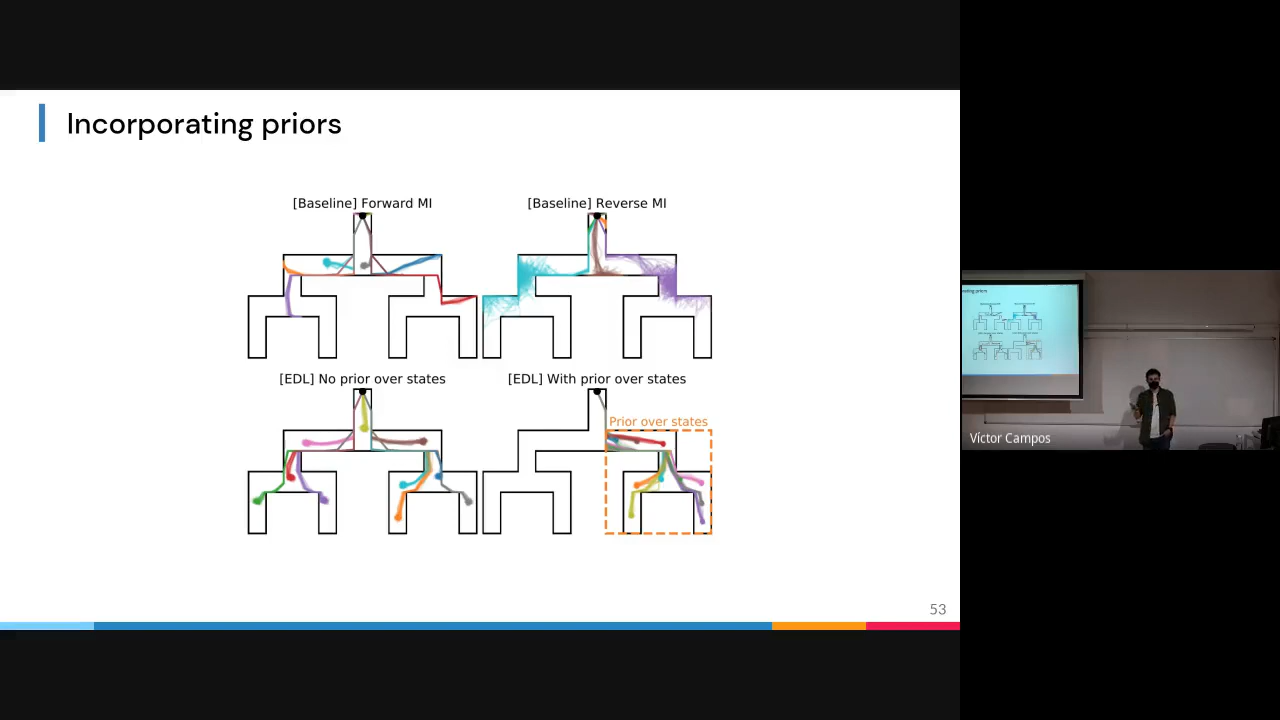 Incorporating priors
[Baseline] Forward MI
[Baseline] Reverse MI
[EDL] No prior over states
[EDL] With prior over states
Prior over states
53
Víctor Campos